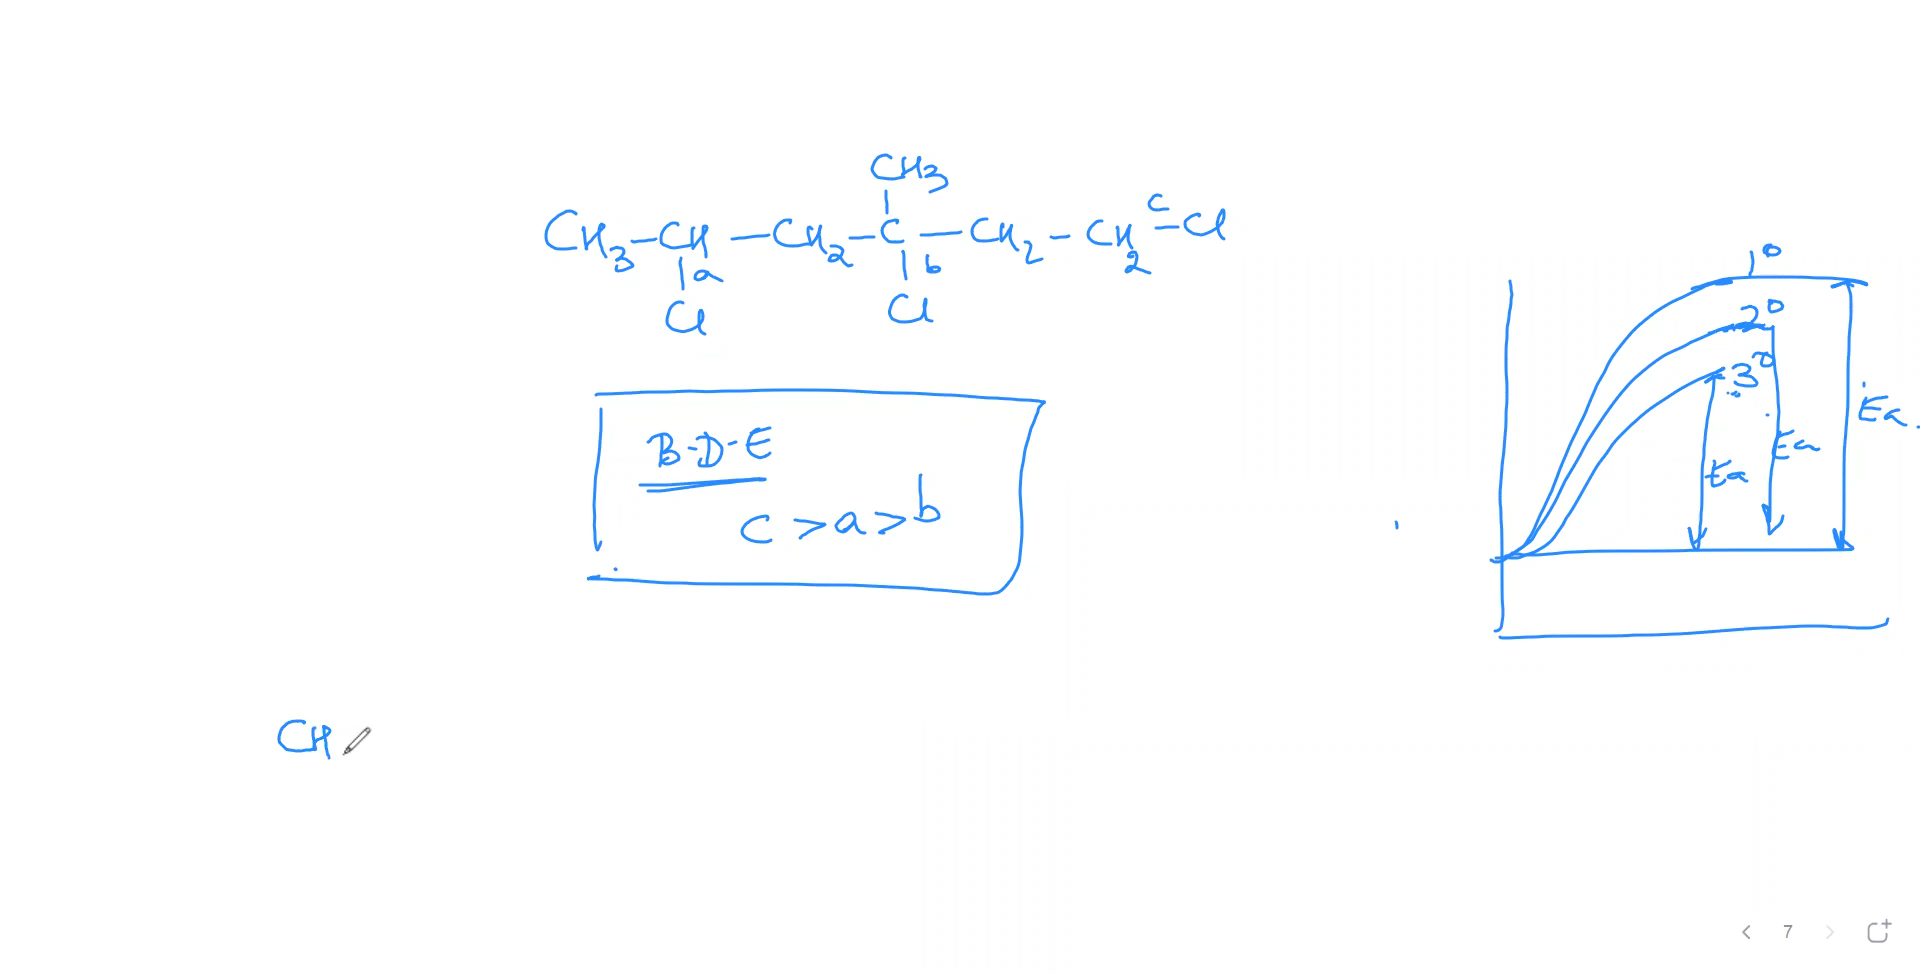 CH3
CH3-CH-CH2-C-CH2-CH2-Cl
c
a b
Cl Cl
B-D-E
c > a > b
1°
2°
3°
Ea
Ea
Ea
CH
7